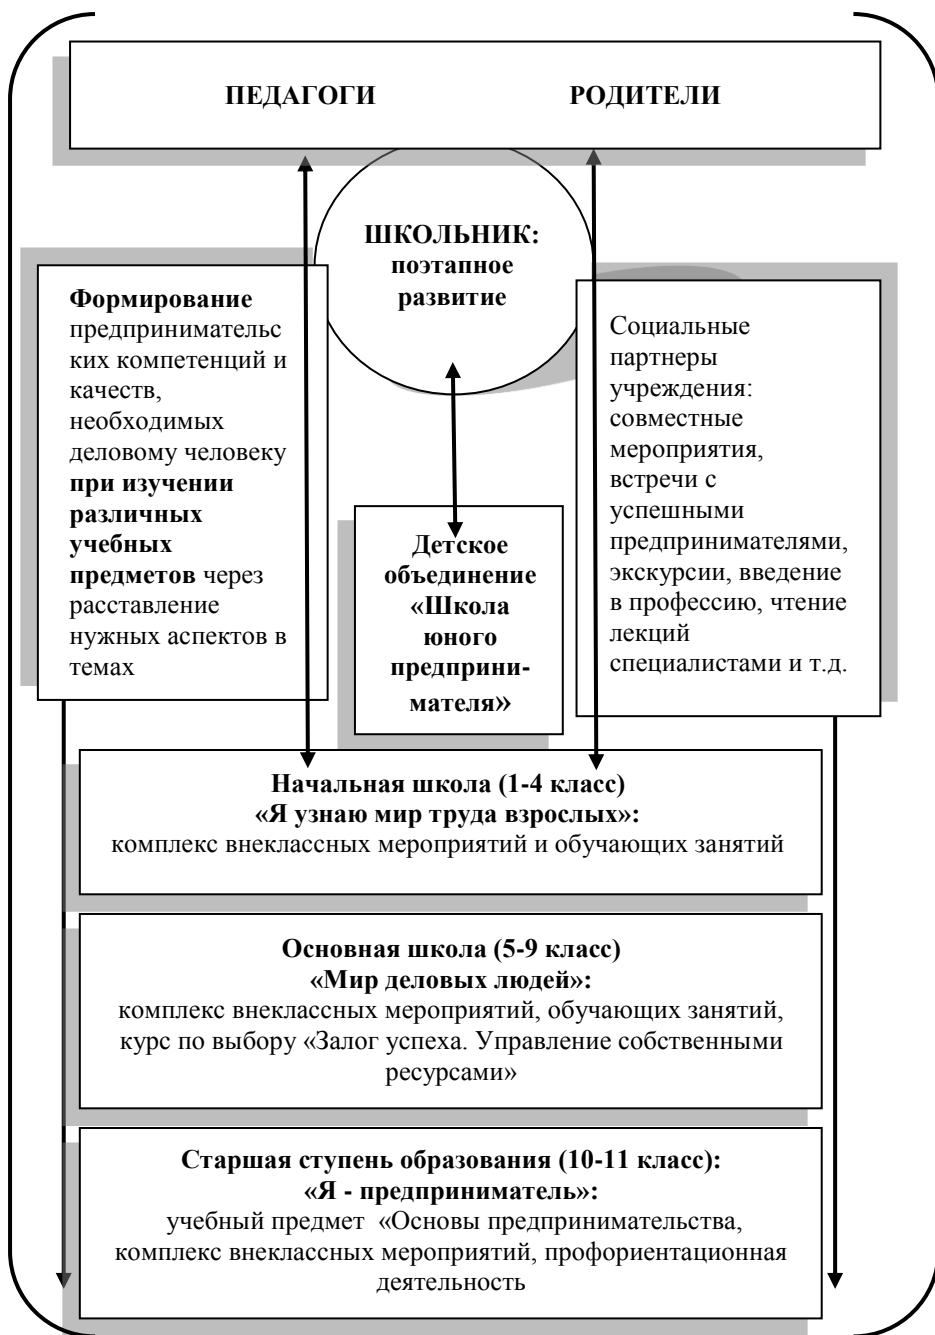 ПЕДАГОГИ РОДИТЕЛИ
ШКОЛЬНИК:
поэтапное
развитие
Формирование
предпринимательс
ких компетенций и
качеств,
необходимых
деловому человеку
при изучении
различных
учебных
предметов через
расставление
нужных аспектов в
темах
Социальные
партнеры
учреждения:
совместные
мероприятия,
встречи с
успешными
предпринимателями,
экскурсии, введение
в профессию, чтение
лекций
специалистами и т.д.
Детское
объединение
«Школа
юного
предприни-
мателя»
Начальная школа (1-4 класс)
«Я узнаю мир труда взрослых»:
комплекс внеклассных мероприятий и обучающих занятий
Основная школа (5-9 класс)
«Мир деловых людей»:
комплекс внеклассных мероприятий, обучающих занятий,
курс по выбору «Залог успеха. Управление собственными
ресурсами»
Старшая ступень образования (10-11 класс):
«Я - предприниматель»:
учебный предмет «Основы предпринимательства,
комплекс внеклассных мероприятий, профориентационная
деятельность